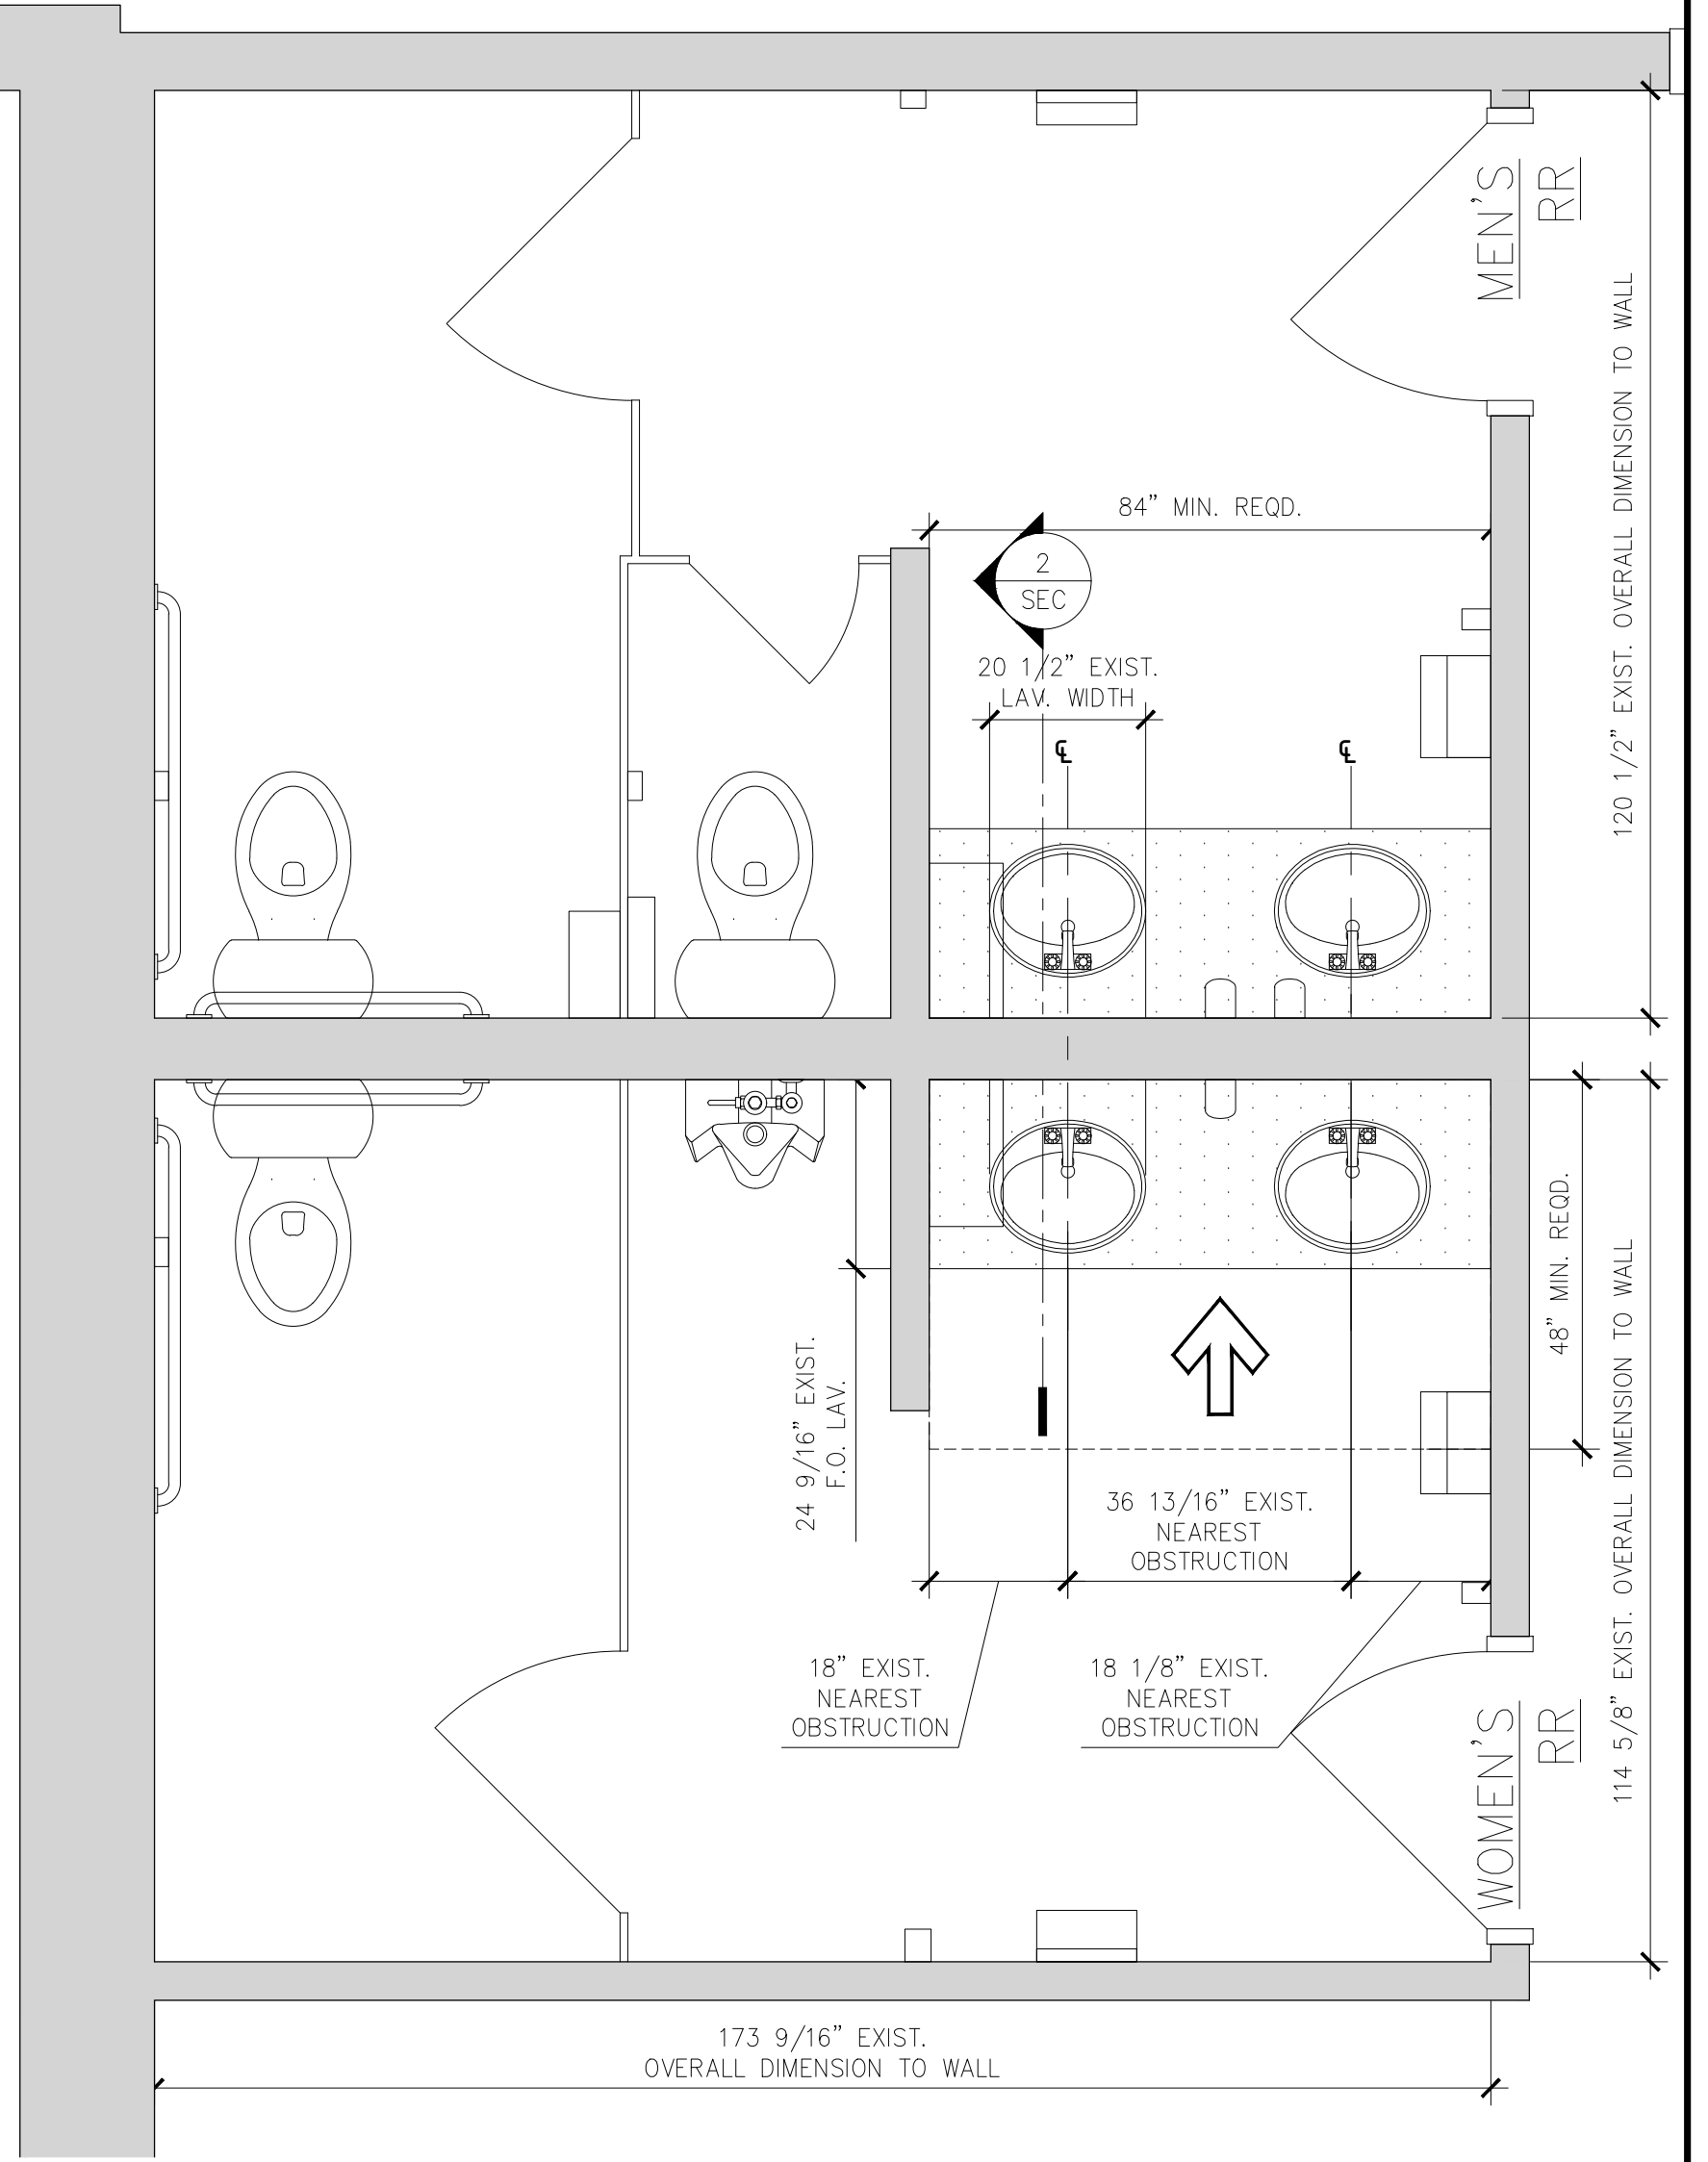 MEN'S
RR
120 1/2" EXIST. OVERALL DIMENSION TO WALL
84" MIN. REQD.
2
SEC
20 1/2" EXIST.
LAV. WIDTH
℄
℄
48" MIN. REQD.
24 9/16" EXIST.
F.O. LAV.
36 13/16" EXIST.
NEAREST
OBSTRUCTION
114 5/8" EXIST. OVERALL DIMENSION TO WALL
18" EXIST.
NEAREST
OBSTRUCTION
18 1/8" EXIST.
NEAREST
OBSTRUCTION
WOMEN'S
RR
173 9/16" EXIST.
OVERALL DIMENSION TO WALL